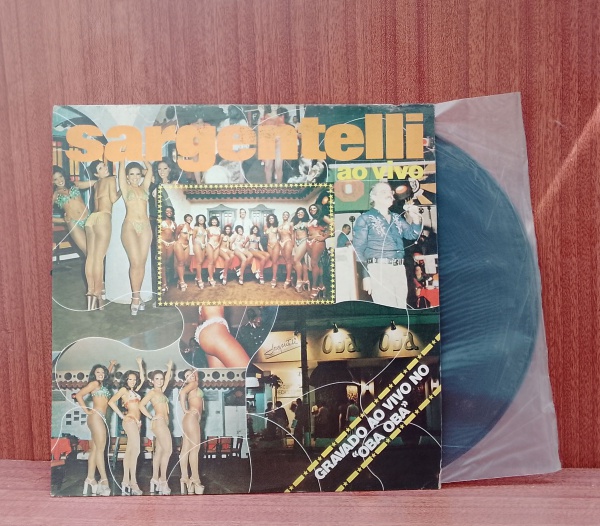 sargentelli
ao vivo
Oba Oba
GRAVADO AO VIVO NO
"OBA OBA"